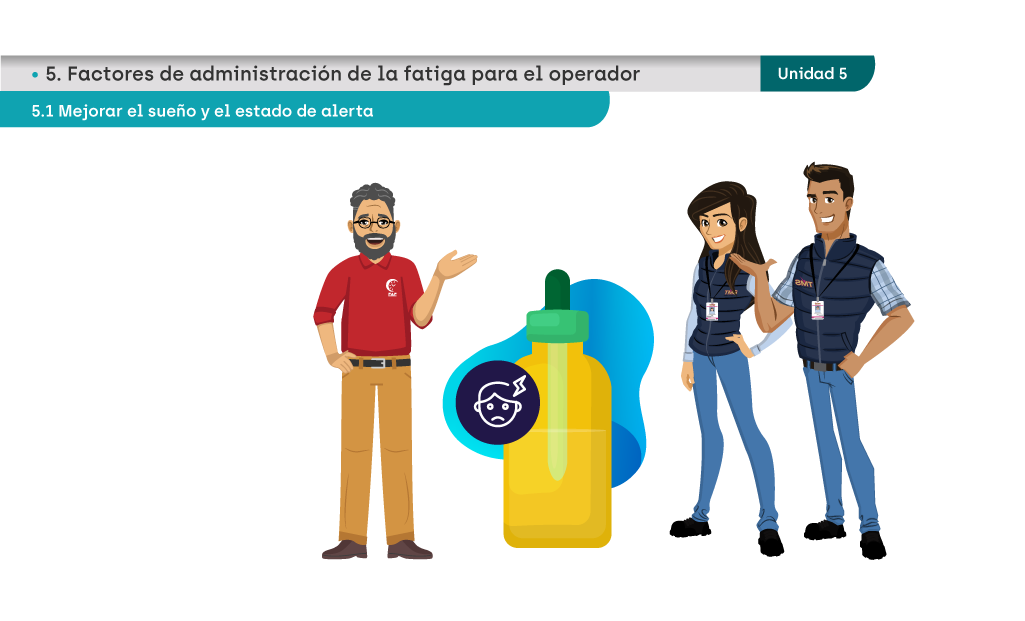 • 5. Factores de administración de la fatiga para el operador
Unidad 5
5.1 Mejorar el sueño y el estado de alerta